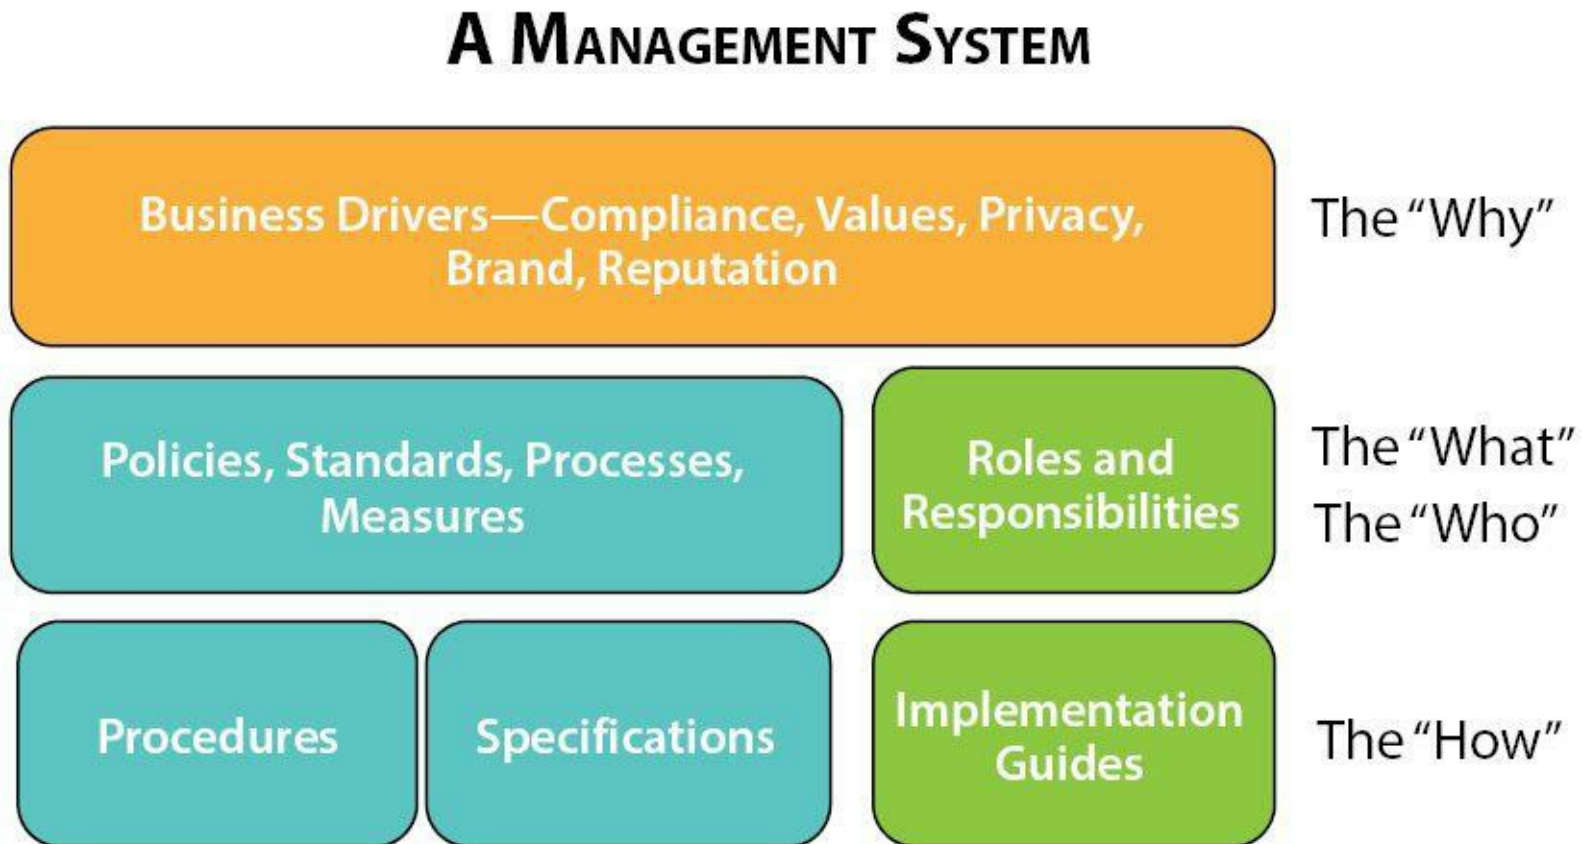 A Management System
Business Drivers—Compliance, Values, Privacy,
Brand, Reputation
The “Why”
Policies, Standards, Processes,
Measures
Roles and
Responsibilities
The “What”
The “Who”
Procedures
Specifications
Implementation
Guides
The “How”